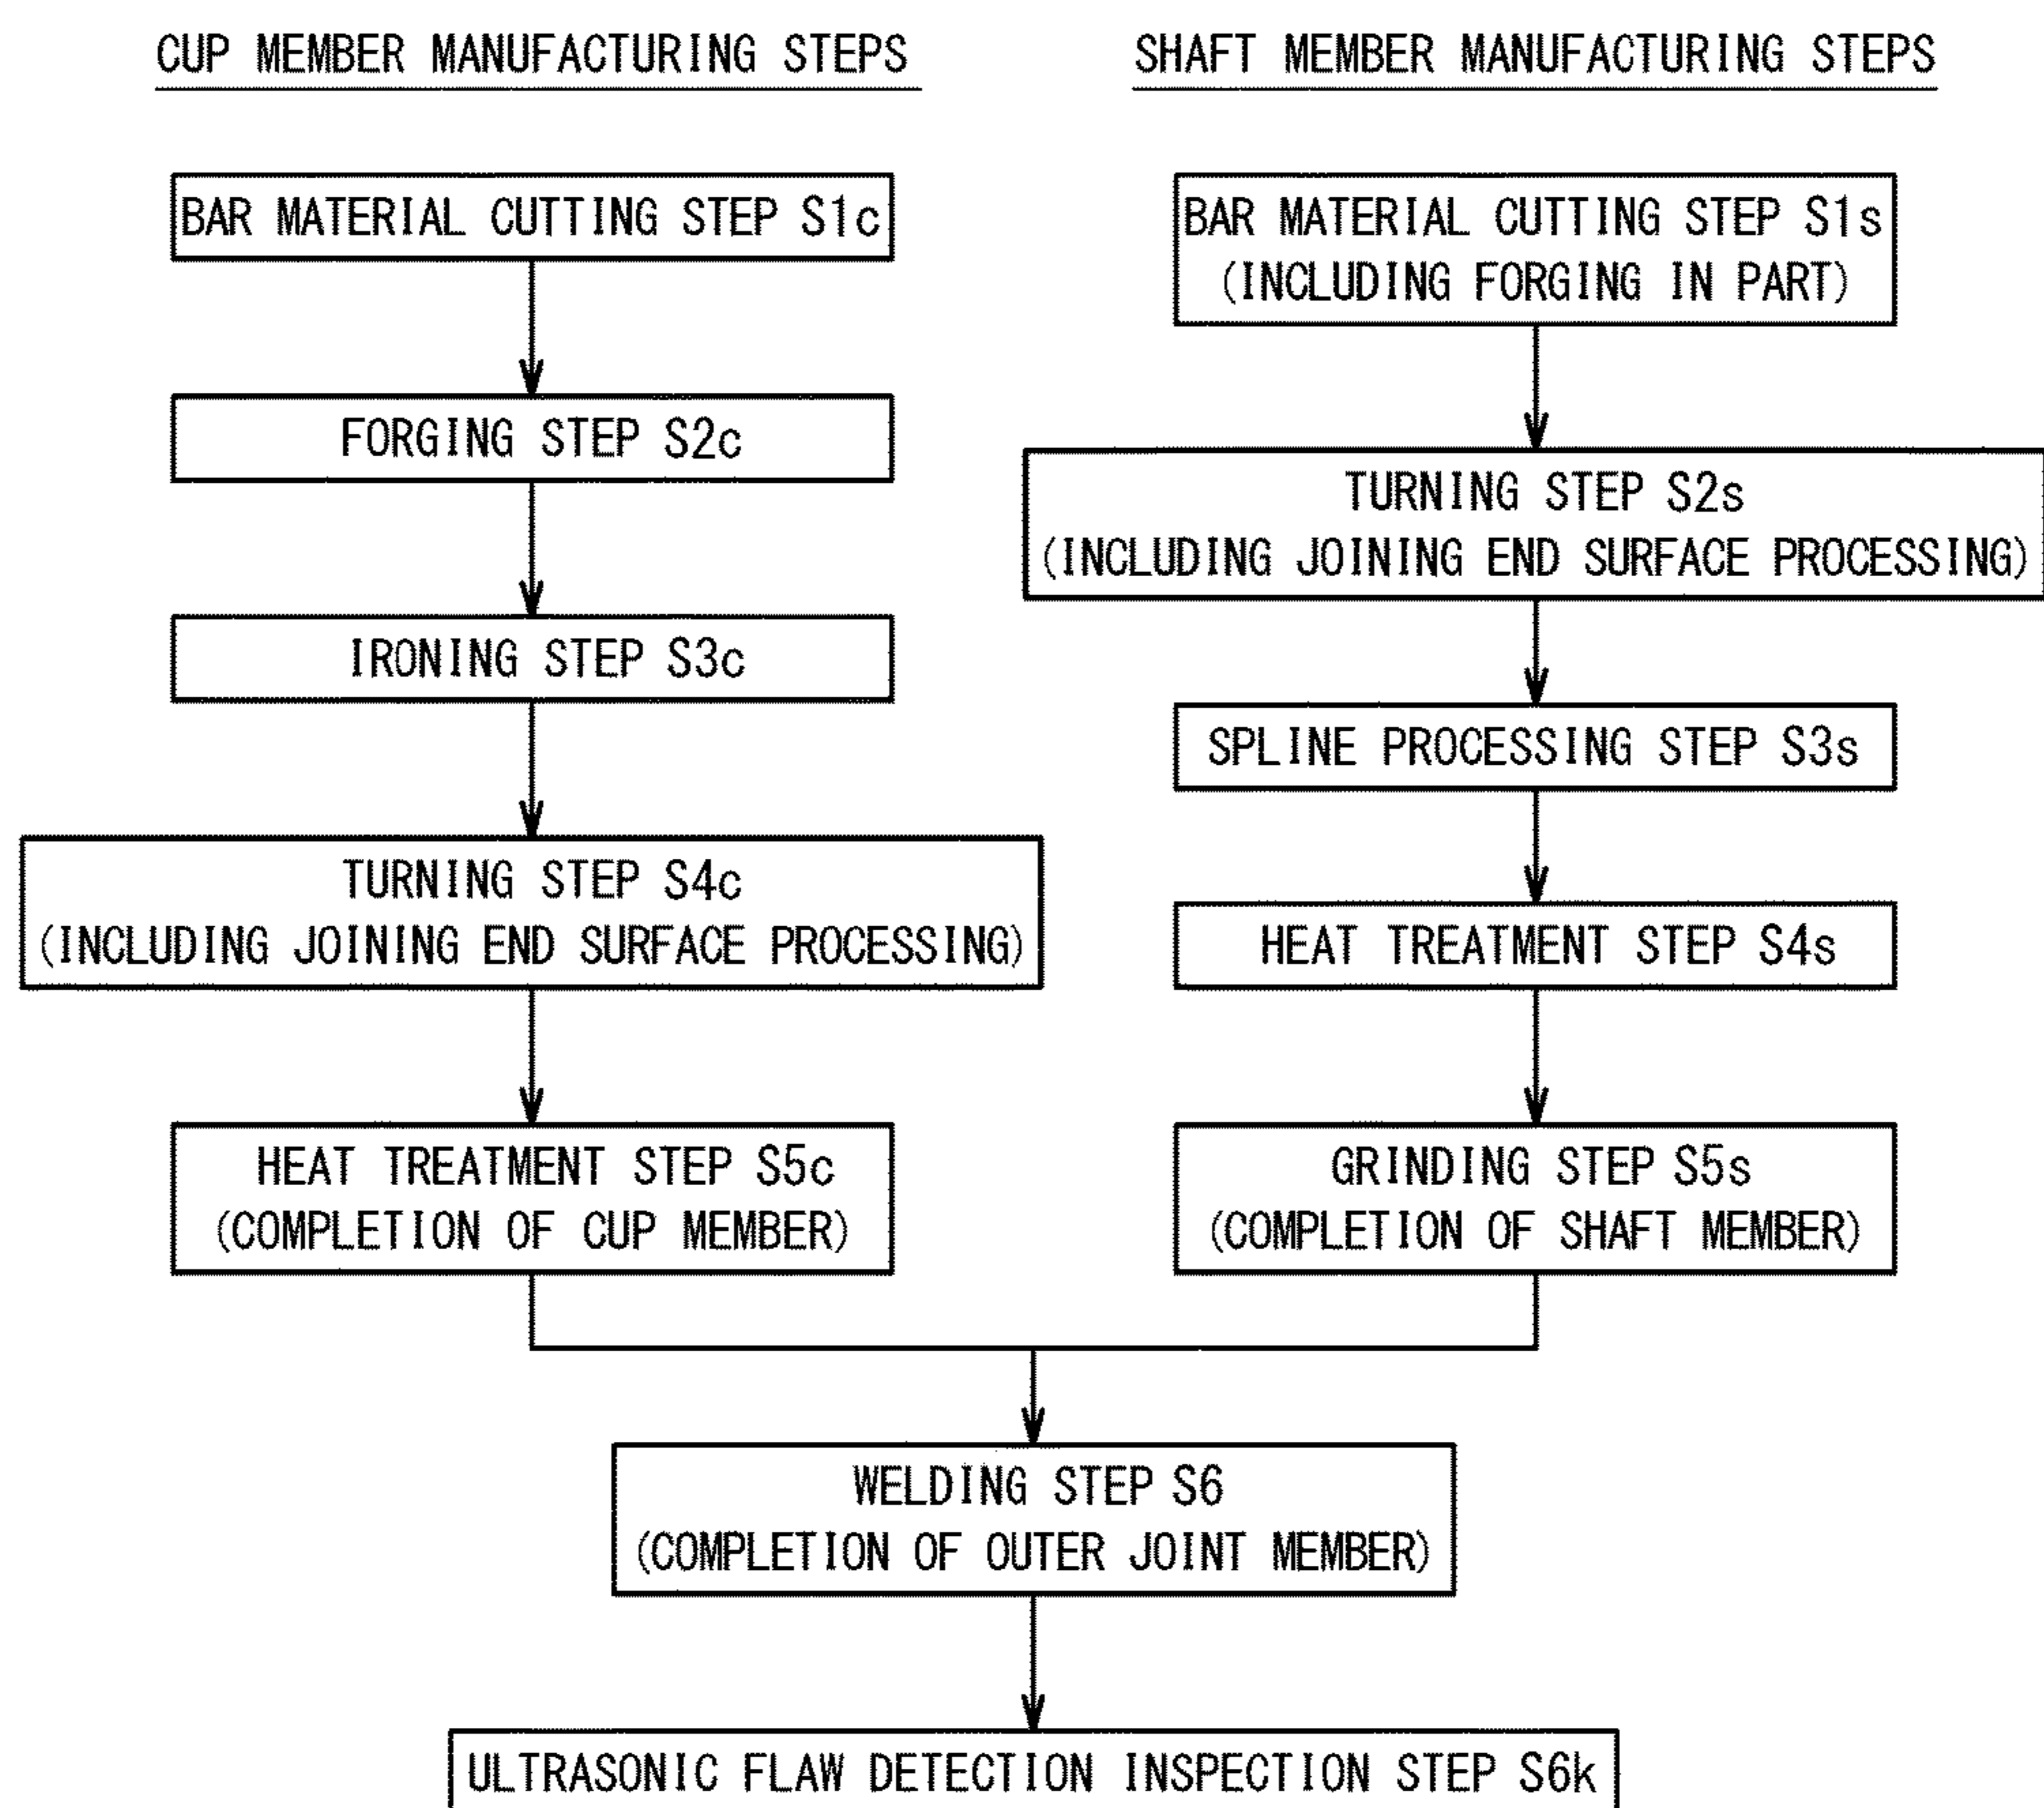 CUP MEMBER MANUFACTURING STEPS
BAR MATERIAL CUTTING STEP S1c
FORGING STEP S2c
IRONING STEP S3c
TURNING STEP S4c
(INCLUDING JOINING END SURFACE PROCESSING)
HEAT TREATMENT STEP S5c
(COMPLETION OF CUP MEMBER)
SHAFT MEMBER MANUFACTURING STEPS
BAR MATERIAL CUTTING STEP S1s
(INCLUDING FORGING IN PART)
TURNING STEP S2s
(INCLUDING JOINING END SURFACE PROCESSING)
SPLINE PROCESSING STEP S3s
HEAT TREATMENT STEP S4s
GRINDING STEP S5s
(COMPLETION OF SHAFT MEMBER)
WELDING STEP S6
(COMPLETION OF OUTER JOINT MEMBER)
ULTRASONIC FLAW DETECTION INSPECTION STEP S6k